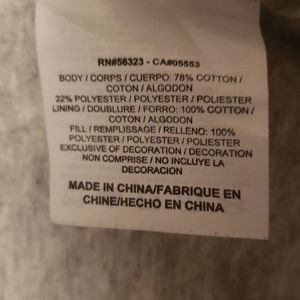 RN#56323 - CA#05553
BODY / CORPS / CUERPO: 78% COTTON /
COTON / ALGODON
22% POLYESTER / POLYESTER / POLIESTER
LINING / DOUBLURE / FORRO: 100% COTTON
/ COTON / ALGODON
FILL / REMPLISSAGE / RELLENO: 100%
POLYESTER / POLYESTER / POLIESTER
EXCLUSIVE OF DECORATION / DECORATION
NON COMPRISE / NO INCLUYE LA
DECORACION
MADE IN CHINA/FABRIQUE EN
CHINE/HECHO EN CHINA